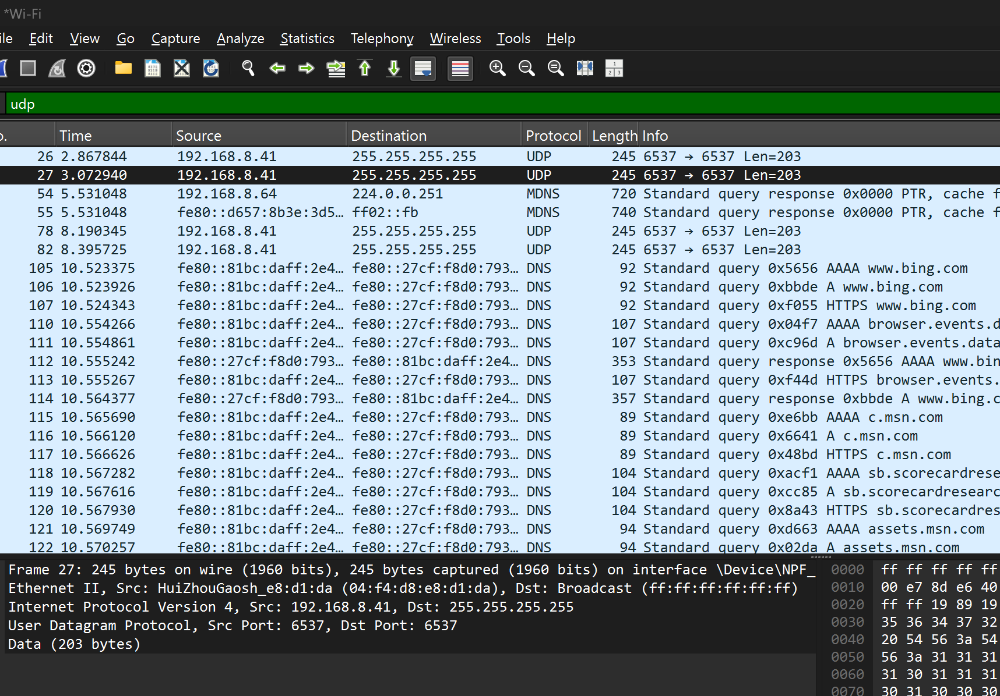 *Wi-Fi
ile Edit View Go Capture Analyze Statistics Telephony Wireless Tools Help
udp
o. Time Source Destination Protocol Length Info
26 2.867844 192.168.8.41 255.255.255.255 UDP 245 6537 → 6537 Len=203
27 3.072940 192.168.8.41 255.255.255.255 UDP 245 6537 → 6537 Len=203
54 5.531048 192.168.8.64 224.0.0.251 MDNS 720 Standard query response 0x0000 PTR, cache f
55 5.531048 fe80::d657:8b3e:3d5… ff02::fb MDNS 740 Standard query response 0x0000 PTR, cache f
78 8.190345 192.168.8.41 255.255.255.255 UDP 245 6537 → 6537 Len=203
82 8.395725 192.168.8.41 255.255.255.255 UDP 245 6537 → 6537 Len=203
105 10.523375 fe80::81bc:daff:2e4… fe80::27cf:f8d0:793… DNS 92 Standard query 0x5656 AAAA www.bing.com
106 10.523926 fe80::81bc:daff:2e4… fe80::27cf:f8d0:793… DNS 92 Standard query 0xbbde A www.bing.com
107 10.524343 fe80::81bc:daff:2e4… fe80::27cf:f8d0:793… DNS 92 Standard query 0xf055 HTTPS www.bing.com
110 10.554266 fe80::81bc:daff:2e4… fe80::27cf:f8d0:793… DNS 107 Standard query 0x04f7 AAAA browser.events.d
111 10.554861 fe80::81bc:daff:2e4… fe80::27cf:f8d0:793… DNS 107 Standard query 0xc96d A browser.events.data
112 10.555242 fe80::27cf:f8d0:793… fe80::81bc:daff:2e4… DNS 353 Standard query response 0x5656 AAAA www.bin
113 10.555267 fe80::81bc:daff:2e4… fe80::27cf:f8d0:793… DNS 107 Standard query 0xf44d HTTPS browser.events.
114 10.564377 fe80::27cf:f8d0:793… fe80::81bc:daff:2e4… DNS 357 Standard query response 0xbbde A www.bing.c
115 10.565690 fe80::81bc:daff:2e4… fe80::27cf:f8d0:793… DNS 89 Standard query 0xe6bb AAAA c.msn.com
116 10.566120 fe80::81bc:daff:2e4… fe80::27cf:f8d0:793… DNS 89 Standard query 0x6641 A c.msn.com
117 10.566626 fe80::81bc:daff:2e4… fe80::27cf:f8d0:793… DNS 89 Standard query 0x48bd HTTPS c.msn.com
118 10.567282 fe80::81bc:daff:2e4… fe80::27cf:f8d0:793… DNS 104 Standard query 0xacf1 AAAA sb.scorecardrese
119 10.567616 fe80::81bc:daff:2e4… fe80::27cf:f8d0:793… DNS 104 Standard query 0xcc85 A sb.scorecardresearc
120 10.567930 fe80::81bc:daff:2e4… fe80::27cf:f8d0:793… DNS 104 Standard query 0x8a43 HTTPS sb.scorecardres
121 10.569749 fe80::81bc:daff:2e4… fe80::27cf:f8d0:793… DNS 94 Standard query 0xd663 AAAA assets.msn.com
122 10.570257 fe80::81bc:daff:2e4… fe80::27cf:f8d0:793… DNS 94 Standard query 0x02da A assets.msn.com
Frame 27: 245 bytes on wire (1960 bits), 245 bytes captured (1960 bits) on interface \Device\NPF_
Ethernet II, Src: HuiZhouGaosh_e8:d1:da (04:f4:d8:e8:d1:da), Dst: Broadcast (ff:ff:ff:ff:ff:ff)
Internet Protocol Version 4, Src: 192.168.8.41, Dst: 255.255.255.255
User Datagram Protocol, Src Port: 6537, Dst Port: 6537
Data (203 bytes)
0000 ff ff ff ff ff
0010 00 e7 8d e6 40
0020 ff ff 19 89 19
0030 35 36 34 37 32
0040 20 54 56 3a 54
0050 56 3a 31 31 31
0060 31 30 31 31 31
0070 30 31 30 30 30